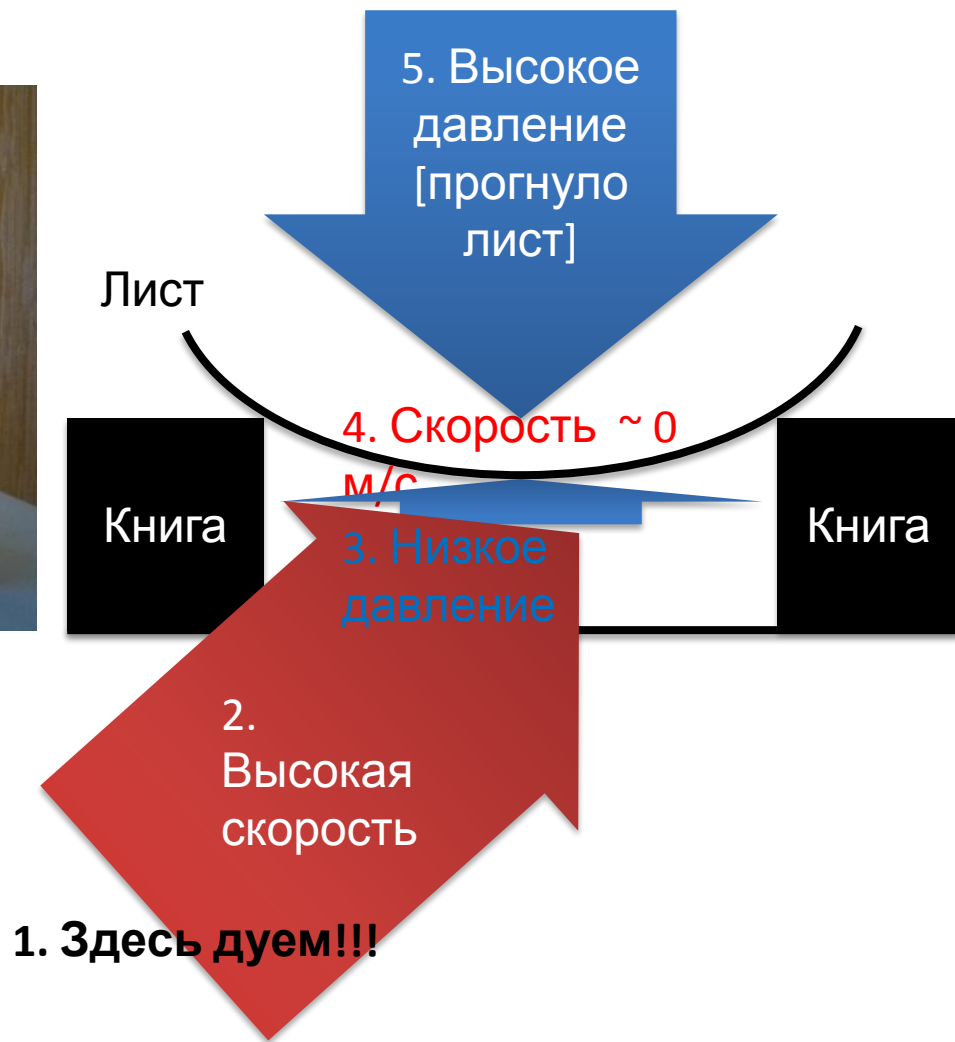 5. Высокое
давление
[прогнуло
лист]
Лист
4. Скорость ~ 0
м/с
Книга
Книга
3. Низкое
давление
2.
Высокая
скорость
1. Здесь дуем!!!